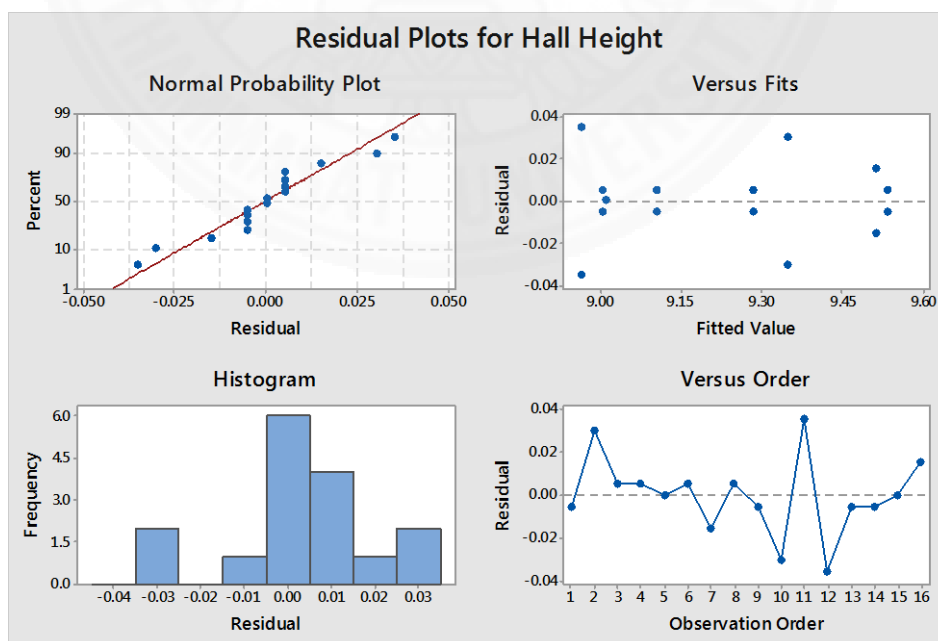 Residual Plots for Hall Height
Normal Probability Plot
99
90
50
10
1
Percent
-0.050 -0.025 0.000 0.025 0.050
Residual
Versus Fits
0.04
0.02
0.00
-0.02
-0.04
Residual
9.00 9.15 9.30 9.45 9.60
Fitted Value
Histogram
6.0
4.5
3.0
1.5
0.0
Frequency
-0.04 -0.03 -0.02 -0.01 0.00 0.01 0.02 0.03
Residual
Versus Order
0.04
0.02
0.00
-0.02
-0.04
Residual
1 2 3 4 5 6 7 8 9 10 11 12 13 14 15 16
Observation Order